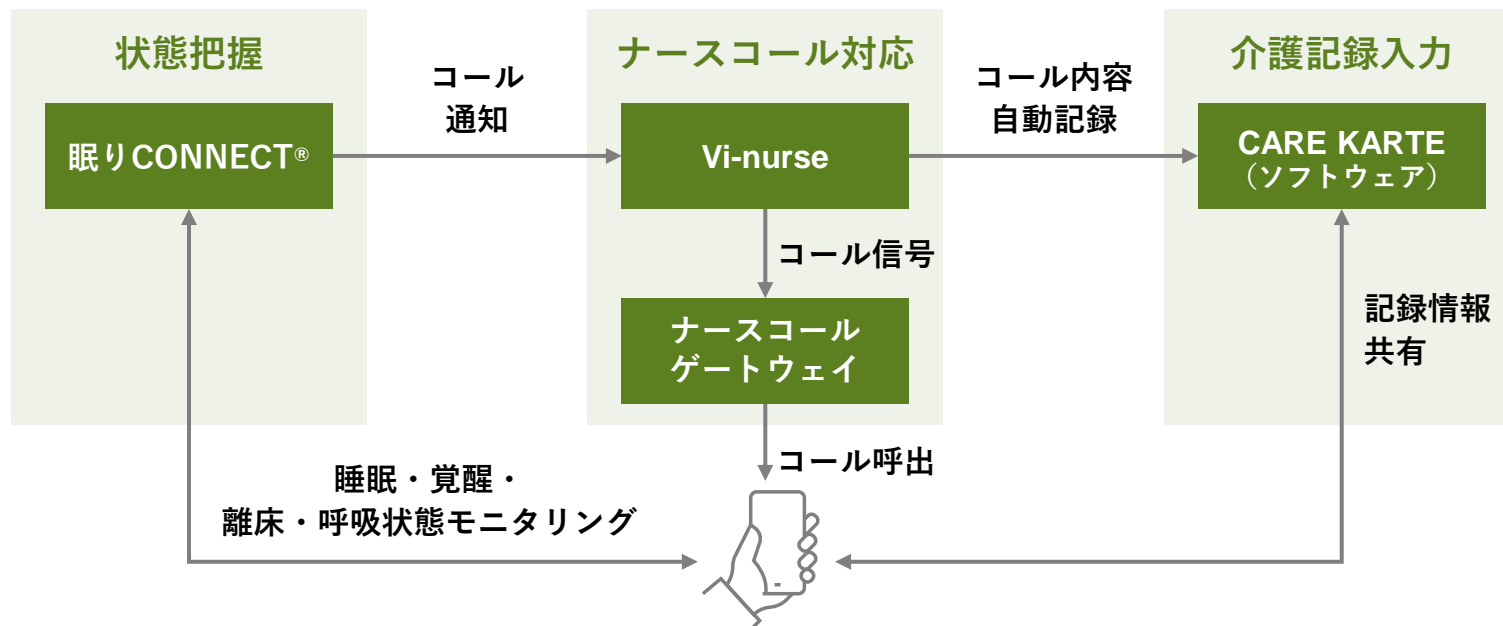 状態把握
ナースコール対応
介護記録入力
コール
通知
コール内容
自動記録
眠りCONNECT®
Vi-nurse
CARE KARTE
（ソフトウェア）
コール信号
ナースコール
ゲートウェイ
記録情報
共有
コール呼出
睡眠・覚醒・
離床・呼吸状態モニタリング